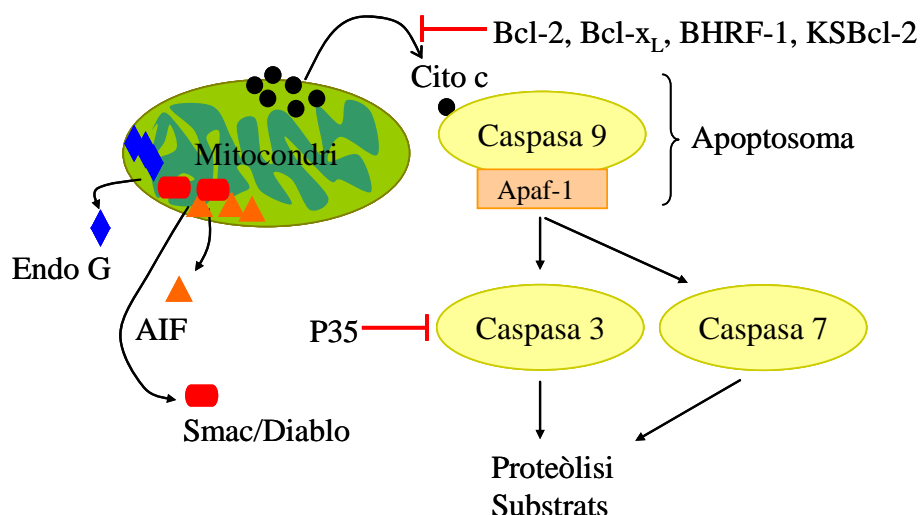 Bcl-2, Bcl-xL, BHRF-1, KSBcl-2
Cito c
Caspasa 9
Apoptosoma
Mitocondri
Apaf-1
Endo G
AIF
P35
Caspasa 3
Caspasa 7
Smac/Diablo
Proteòlisi
Substrats